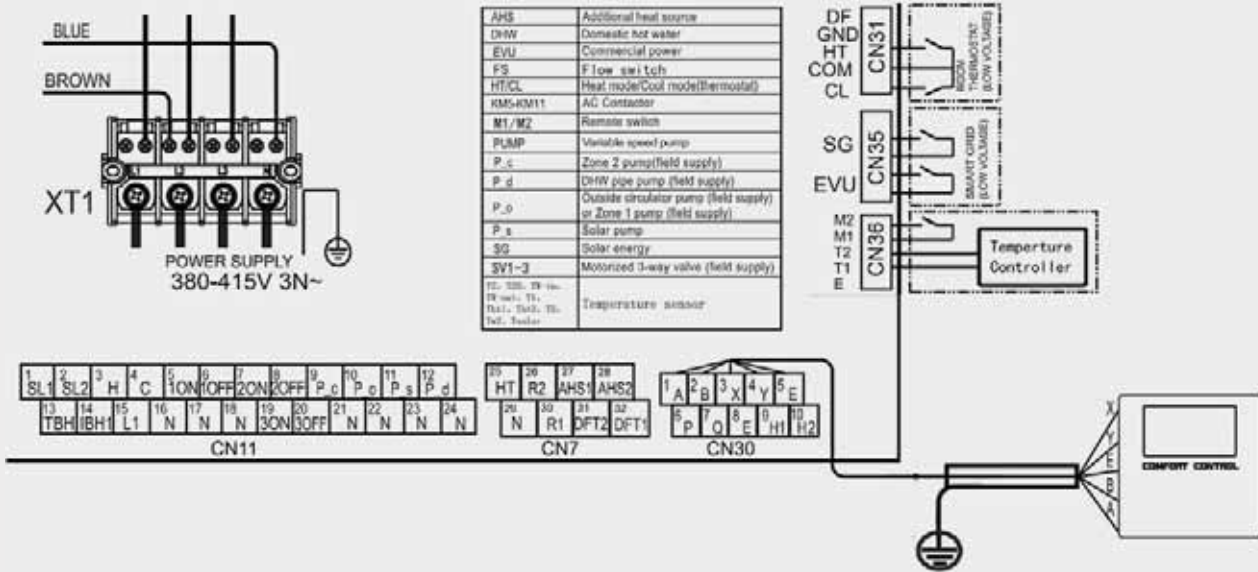 BLUE
BROWN
XT1
POWER SUPPLY
380-415V 3N~
AHS Additional heat source
DHW Domestic hot water
EVU Commercial power
FS Flow switch
HT/CL Heat mode/Cool mode(thermostat)
KM5-KM11 AC Contactor
M1/M2 Remote switch
PUMP Variable speed pump
P_c Zone 2 pump(field supply)
P_d DHW pipe pump (field supply)
P_o Outside circulator pump (field supply)
or Zone 1 pump (field supply)
P_s Solar pump
SG Solar energy
SV1-3 Motorized 3-way valve (field supply)
Temperature sensor
DF
GND
HT
COM
CL
CN31
ROOM
THERMOSTAT
(LOW VOLTAGE)
SG
EVU
CN35
SMART GRID
(LOW VOLTAGE)
M2
M1
T2
T1
E
CN36
Temperture
Controller
1 SL1 2 SL2 3 H 4 C 5 1ON 6 1OFF 7 2ON 8 2OFF 9 P_c 10 P_o 11 P_s 12 P_d
13 TBH 14 IBH1 15 L1 16 N 17 N 18 N 19 3ON 20 3OFF 21 N 22 N 23 N 24 N
CN11
25 HT 26 R2 27 AHS1 28 AHS2
29 N 30 R1 31 DFT2 32 DFT1
CN7
1 A 2 B 3 X 4 Y 5 E
6 P 7 Q 8 E 9 H1 10 H2
CN30
X
Y
E
B
A
COMFORT CONTROL